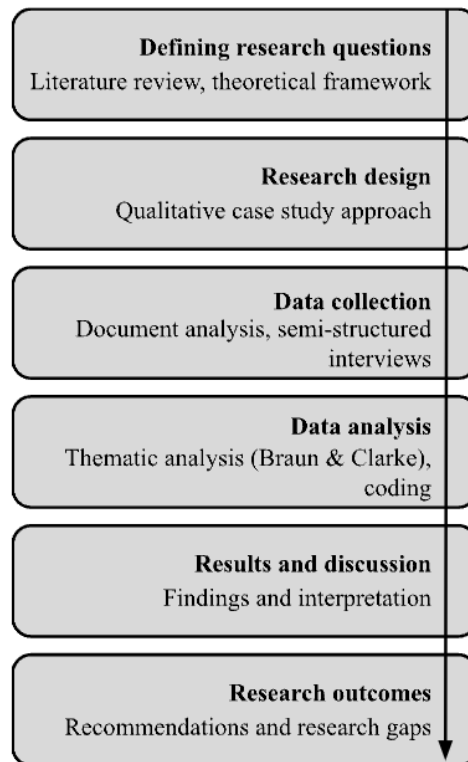 Defining research questions
Literature review, theoretical framework
Research design
Qualitative case study approach
Data collection
Document analysis, semi-structured
interviews
Data analysis
Thematic analysis (Braun & Clarke),
coding
Results and discussion
Findings and interpretation
Research outcomes
Recommendations and research gaps